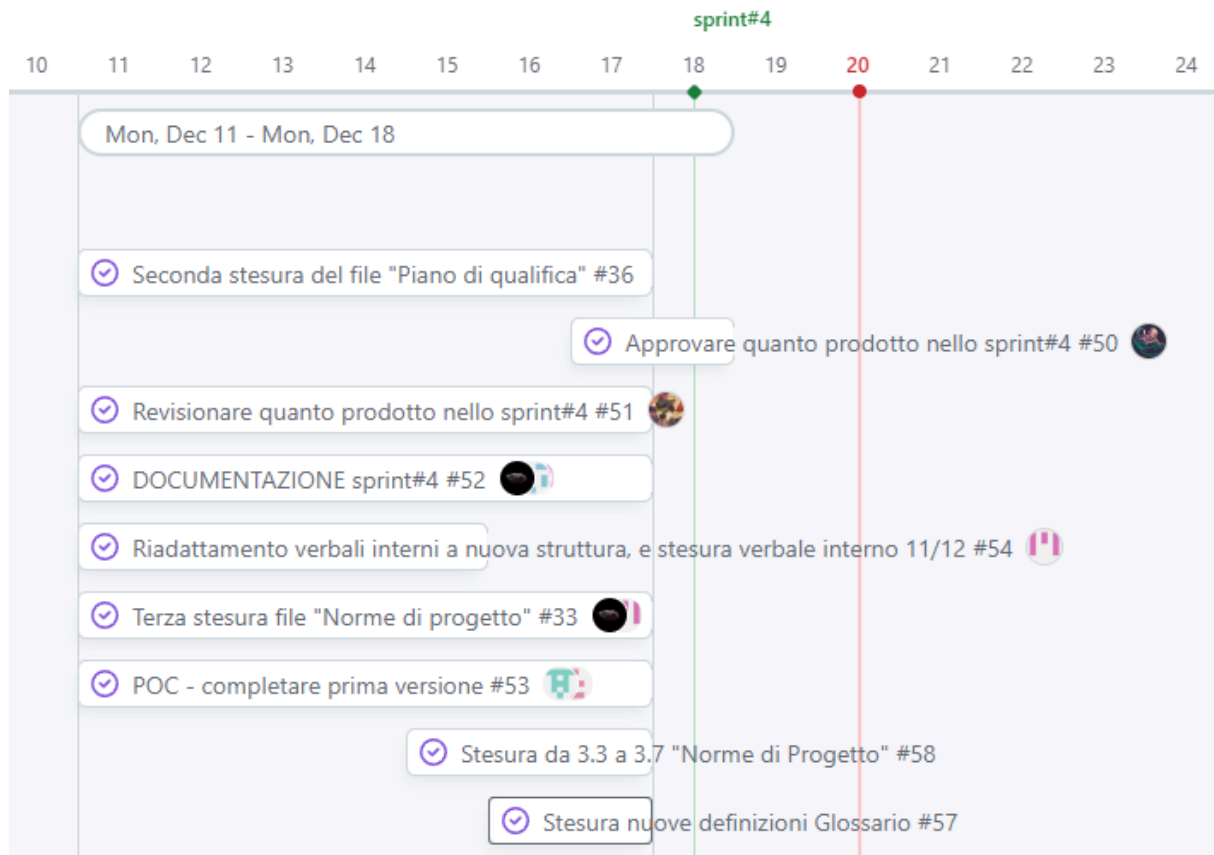 sprint#4
10 11 12 13 14 15 16 17 18 19 20 21 22 23 24
Mon, Dec 11 - Mon, Dec 18
Seconda stesura del file "Piano di qualifica" #36
Approvare quanto prodotto nello sprint#4 #50
Revisionare quanto prodotto nello sprint#4 #51
DOCUMENTAZIONE sprint#4 #52
Riadattamento verbali interni a nuova struttura, e stesura verbale interno 11/12 #54
Terza stesura file "Norme di progetto" #33
POC - completare prima versione #53
Stesura da 3.3 a 3.7 "Norme di Progetto" #58
Stesura nuove definizioni Glossario #57